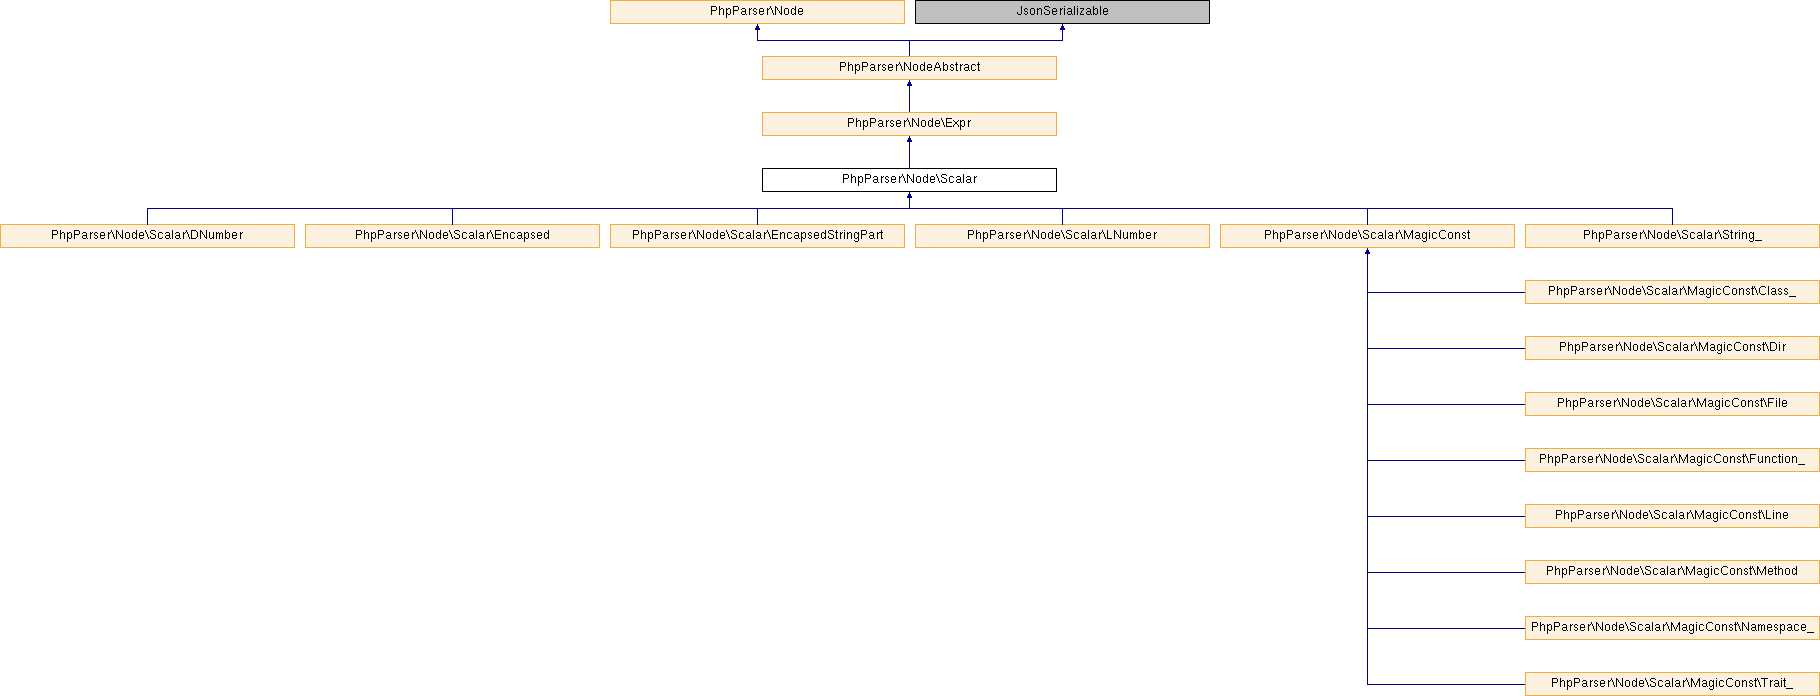 PhpParser\Node
JsonSerializable
PhpParser\NodeAbstract
PhpParser\Node\Expr
PhpParser\Node\Scalar
PhpParser\Node\Scalar\DNumber
PhpParser\Node\Scalar\Encapsed
PhpParser\Node\Scalar\EncapsedStringPart
PhpParser\Node\Scalar\LNumber
PhpParser\Node\Scalar\MagicConst
PhpParser\Node\Scalar\String_
PhpParser\Node\Scalar\MagicConst\Class_
PhpParser\Node\Scalar\MagicConst\Dir
PhpParser\Node\Scalar\MagicConst\File
PhpParser\Node\Scalar\MagicConst\Function_
PhpParser\Node\Scalar\MagicConst\Line
PhpParser\Node\Scalar\MagicConst\Method
PhpParser\Node\Scalar\MagicConst\Namespace_
PhpParser\Node\Scalar\MagicConst\Trait_